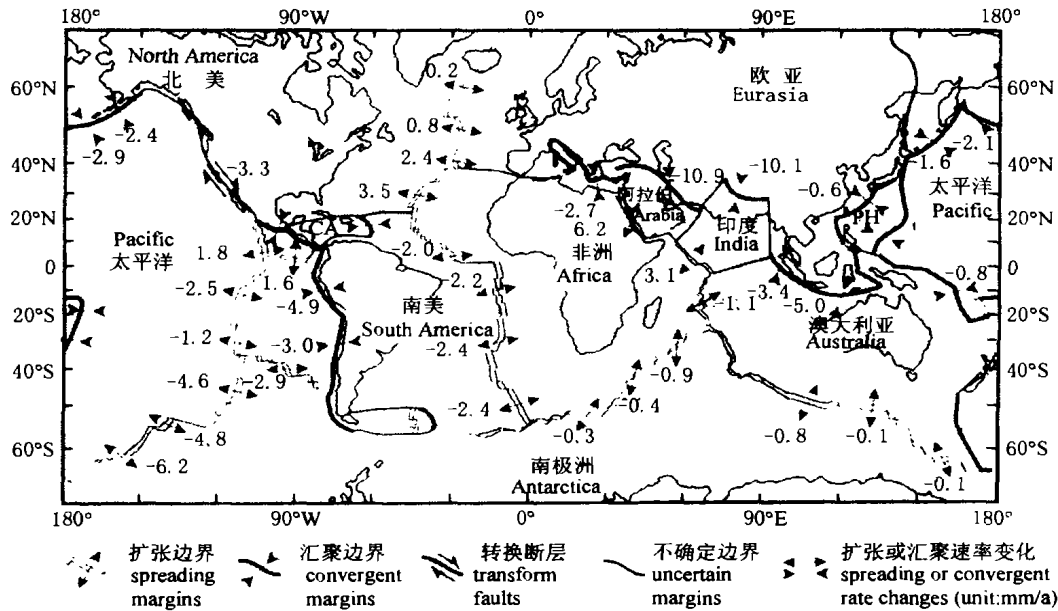 180° 90°W 0° 90°E 180°
North America
北 美
欧 亚
Eurasia
60°N
40°N
20°N
0
20°S
40°S
60°S
60°N
40°N
20°N
0
20°S
40°S
60°S
0.2
0.8
2.4
3.5
-2.4
-2.9
-3.3
-10.9
-10.1
-2.1
-1.6
-0.6
太平洋
Pacific
阿拉伯
Arabia
印度
India
PH
CA
-2.7
6.2
非洲
Africa
Pacific
太平洋
1.8
1.6
-2.5
-4.9
-2.0
-2.2
3.1
-1.1
-3.4
-5.0
-0.8
南美
South America
澳大利亚
Australia
-1.2
-3.0
-2.4
-4.6
-2.9
-0.9
-2.4
-0.4
-4.8
-0.3
-0.8
-0.1
-6.2
南极洲
Antarctica
-0.1
180° 90°W 0° 90°E 180°
扩张边界
spreading
margins
汇聚边界
convergent
margins
转换断层
transform
faults
不确定边界
uncertain
margins
扩张或汇聚速率变化
spreading or convergent
rate changes (unit:mm/a)